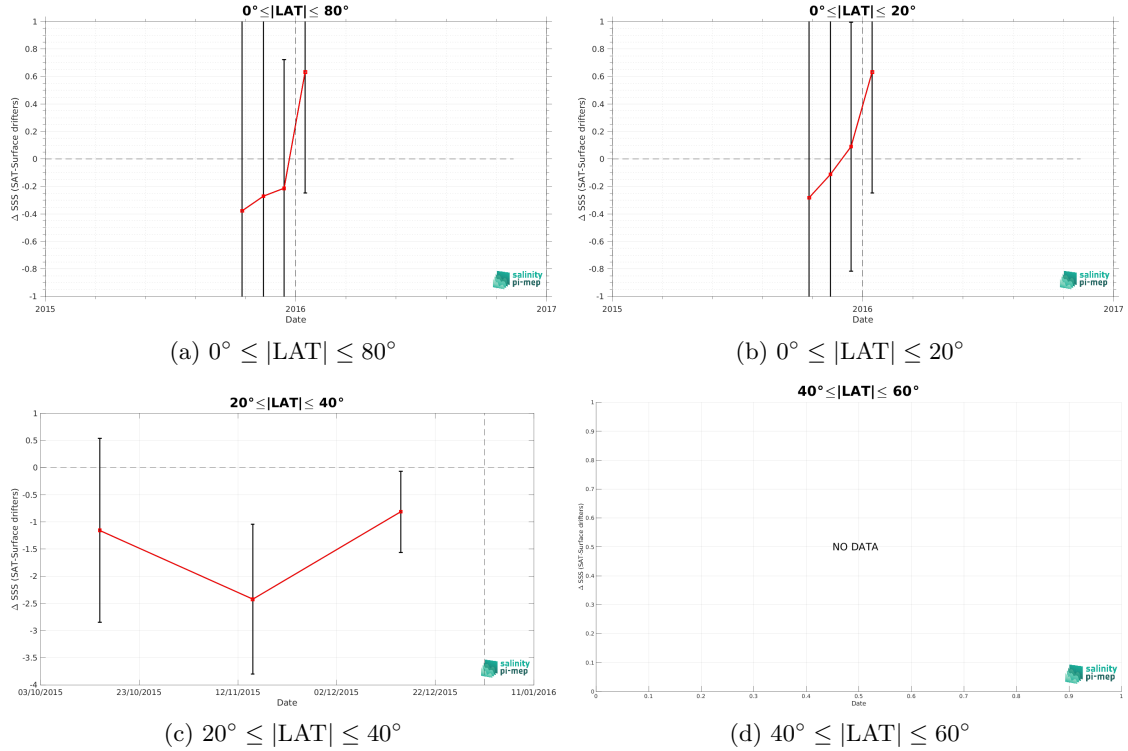 0°≤|LAT|≤ 80°
1
0.8
0.6
0.4
0.2
0
-0.2
-0.4
-0.6
-0.8
-1
Δ SSS (SAT-Surface drifters)
2015
2016
2017
Date
salinity
pi-mep
(a) 0° ≤ |LAT| ≤ 80°
0°≤|LAT|≤ 20°
1
0.8
0.6
0.4
0.2
0
-0.2
-0.4
-0.6
-0.8
-1
Δ SSS (SAT-Surface drifters)
2015
2016
2017
Date
salinity
pi-mep
(b) 0° ≤ |LAT| ≤ 20°
20°≤|LAT|≤ 40°
1
0.5
0
-0.5
-1
-1.5
-2
-2.5
-3
-3.5
-4
Δ SSS (SAT-Surface drifters)
03/10/2015
23/10/2015
12/11/2015
02/12/2015
22/12/2015
11/01/2016
Date
salinity
pi-mep
(c) 20° ≤ |LAT| ≤ 40°
40°≤|LAT|≤ 60°
1
0.9
0.8
0.7
0.6
0.5
0.4
0.3
0.2
0.1
0
Δ SSS (SAT-Surface drifters)
NO DATA
0
0.1
0.2
0.3
0.4
0.5
0.6
0.7
0.8
0.9
1
Date
salinity
pi-mep
(d) 40° ≤ |LAT| ≤ 60°